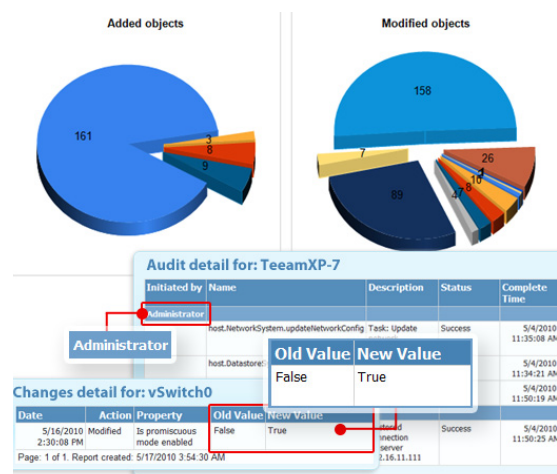 Added objects
Modified objects
161
3
8
9
158
7
89
26
10
8
47
Audit detail for: TeeamXP-7
Initiated by Name Description Status Complete Time
Administrator
host.NetworkSystem.updateNetworkConfig Task: Update Success 5/4/2010
11:35:08 AM
Administrator
host.Datastore 5/4/2010
11:34:21 AM
Old Value New Value
False True
5/4/2010
11:50:19 AM
Changes detail for: vSwitch0
Date Action Property Old Value New Value
5/16/2010 Modified Is promiscuous False True
2:30:08 PM mode enabled
Success 5/4/2010
11:50:25 AM
Page: 1 of 1. Report created: 5/17/2010 3:54:30 AM